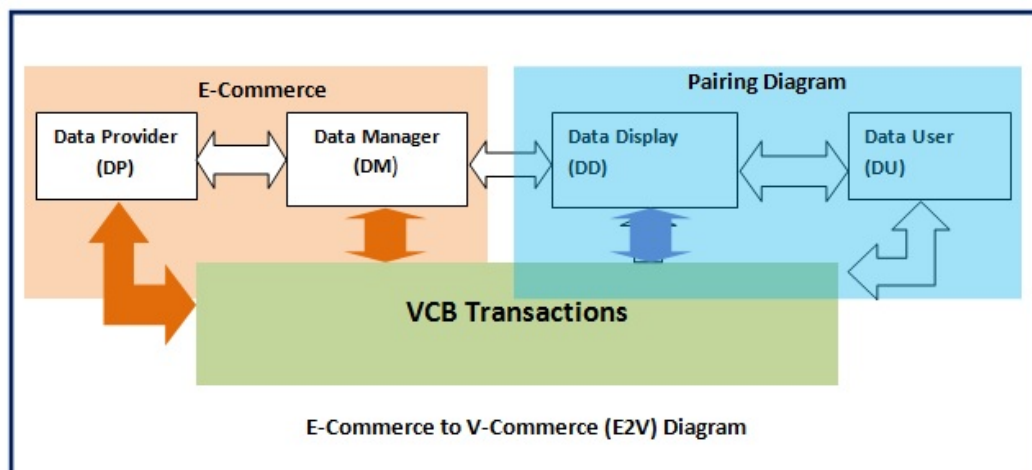 E-Commerce
Pairing Diagram
Data Provider
(DP)
Data Manager
(DM)
Data Display
(DD)
Data User
(DU)
VCB Transactions
E-Commerce to V-Commerce (E2V) Diagram